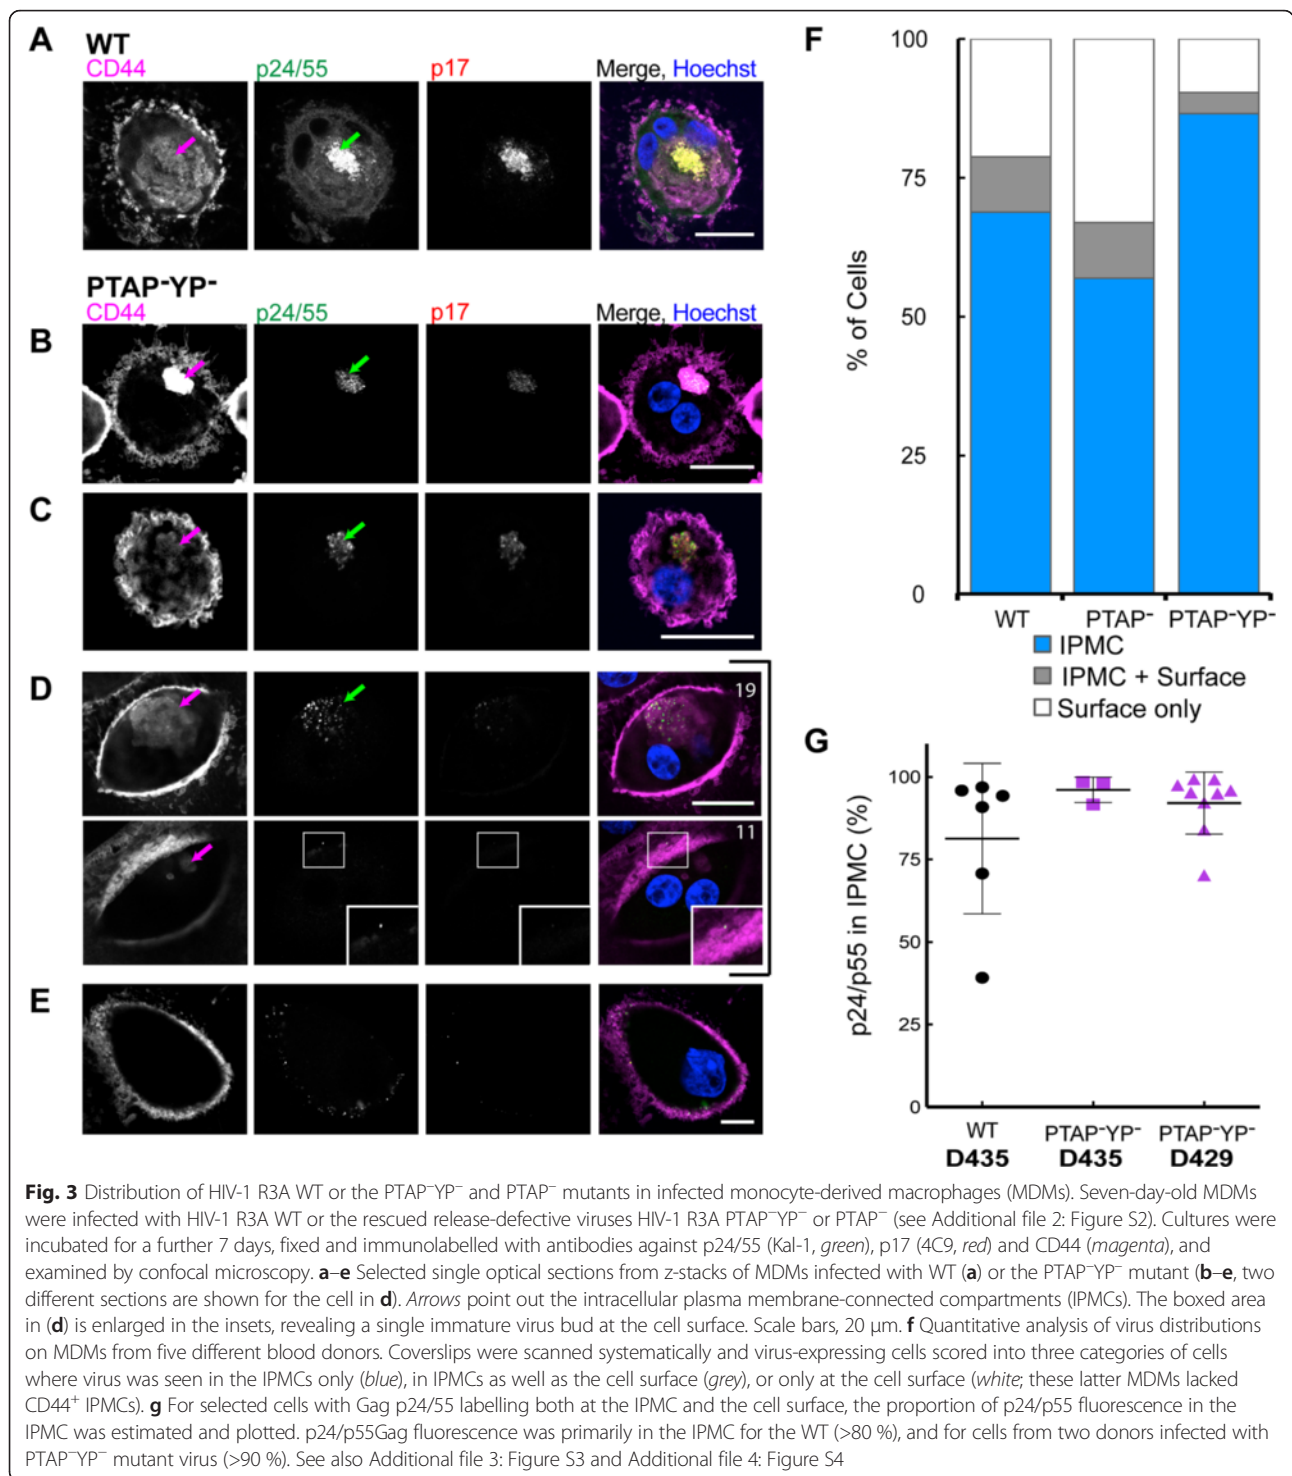 A
WT
CD44 p24/55 p17 Merge, Hoechst
PTAP⁻YP⁻
CD44 p24/55 p17 Merge, Hoechst
B
C
D
19
11
E
F
100
75
50
25
0
% of Cells
WT PTAP⁻ PTAP⁻YP⁻
IPMC
IPMC + Surface
Surface only
G
100
75
50
25
0
p24/p55 in IPMC (%)
WT PTAP⁻YP⁻ PTAP⁻YP⁻
D435 D435 D429
Fig. 3 Distribution of HIV-1 R3A WT or the PTAP⁻YP⁻ and PTAP⁻ mutants in infected monocyte-derived macrophages (MDMs). Seven-day-old MDMs
were infected with HIV-1 R3A WT or the rescued release-defective viruses HIV-1 R3A PTAP⁻YP⁻ or PTAP⁻ (see Additional file 2: Figure S2). Cultures were
incubated for a further 7 days, fixed and immunolabelled with antibodies against p24/55 (Kal-1, green), p17 (4C9, red) and CD44 (magenta), and
examined by confocal microscopy. a–e Selected single optical sections from z-stacks of MDMs infected with WT (a) or the PTAP⁻YP⁻ mutant (b–e, two
different sections are shown for the cell in d). Arrows point out the intracellular plasma membrane-connected compartments (IPMCs). The boxed area
in (d) is enlarged in the insets, revealing a single immature virus bud at the cell surface. Scale bars, 20 μm. f Quantitative analysis of virus distributions
on MDMs from five different blood donors. Coverslips were scanned systematically and virus-expressing cells scored into three categories of cells
where virus was seen in the IPMCs only (blue), in IPMCs as well as the cell surface (grey), or only at the cell surface (white; these latter MDMs lacked
CD44⁺ IPMCs). g For selected cells with Gag p24/55 labelling both at the IPMC and the cell surface, the proportion of p24/p55 fluorescence in the
IPMC was estimated and plotted. p24/p55Gag fluorescence was primarily in the IPMC for the WT (>80 %), and for cells from two donors infected with
PTAP⁻YP⁻ mutant virus (>90 %). See also Additional file 3: Figure S3 and Additional file 4: Figure S4